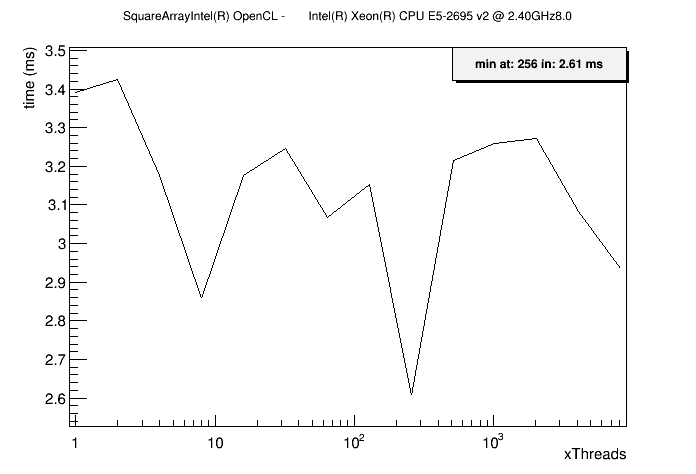 SquareArrayIntel(R) OpenCL - Intel(R) Xeon(R) CPU E5-2695 v2 @ 2.40GHz8.0
min at: 256 in: 2.61 ms
time (ms)
3.5
3.4
3.3
3.2
3.1
3
2.9
2.8
2.7
2.6
1 10 10² 10³
xThreads